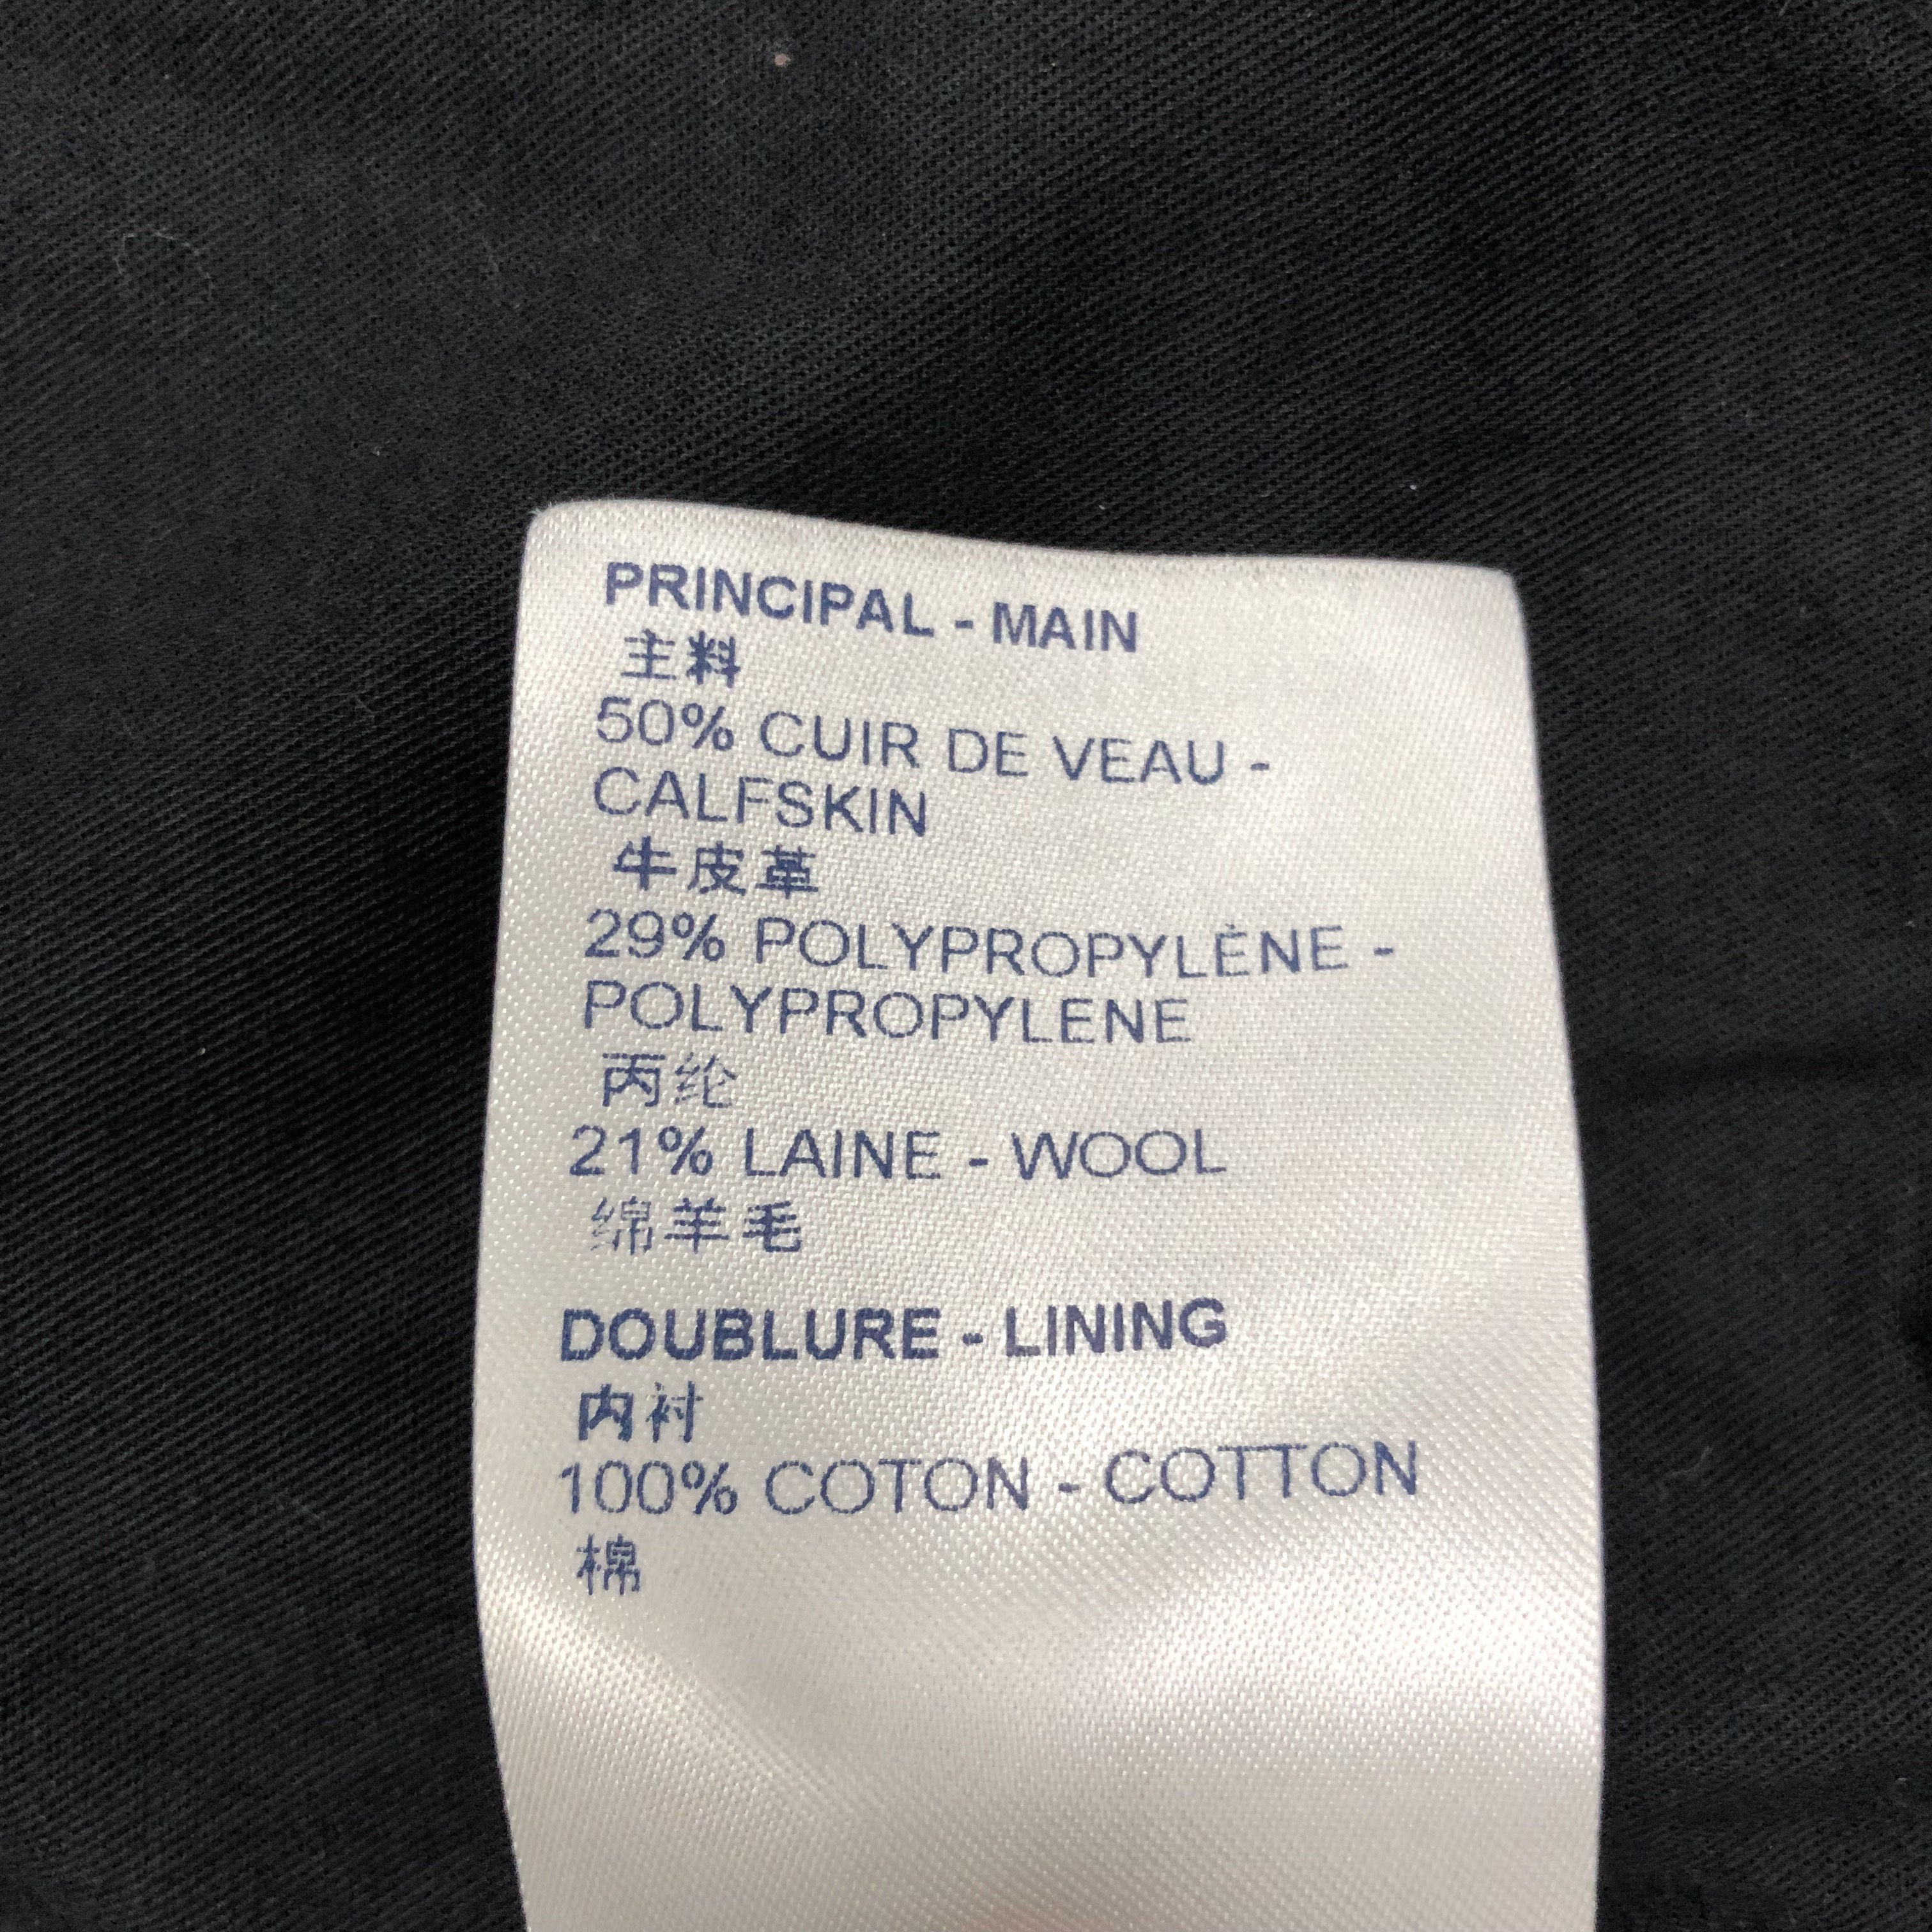 PRINCIPAL - MAIN
主料
50% CUIR DE VEAU -
CALFSKIN
牛皮革
29% POLYPROPYLÈNE -
POLYPROPYLENE
丙纶
21% LAINE - WOOL
绵羊毛
DOUBLURE - LINING
内衬
100% COTON - COTTON
棉